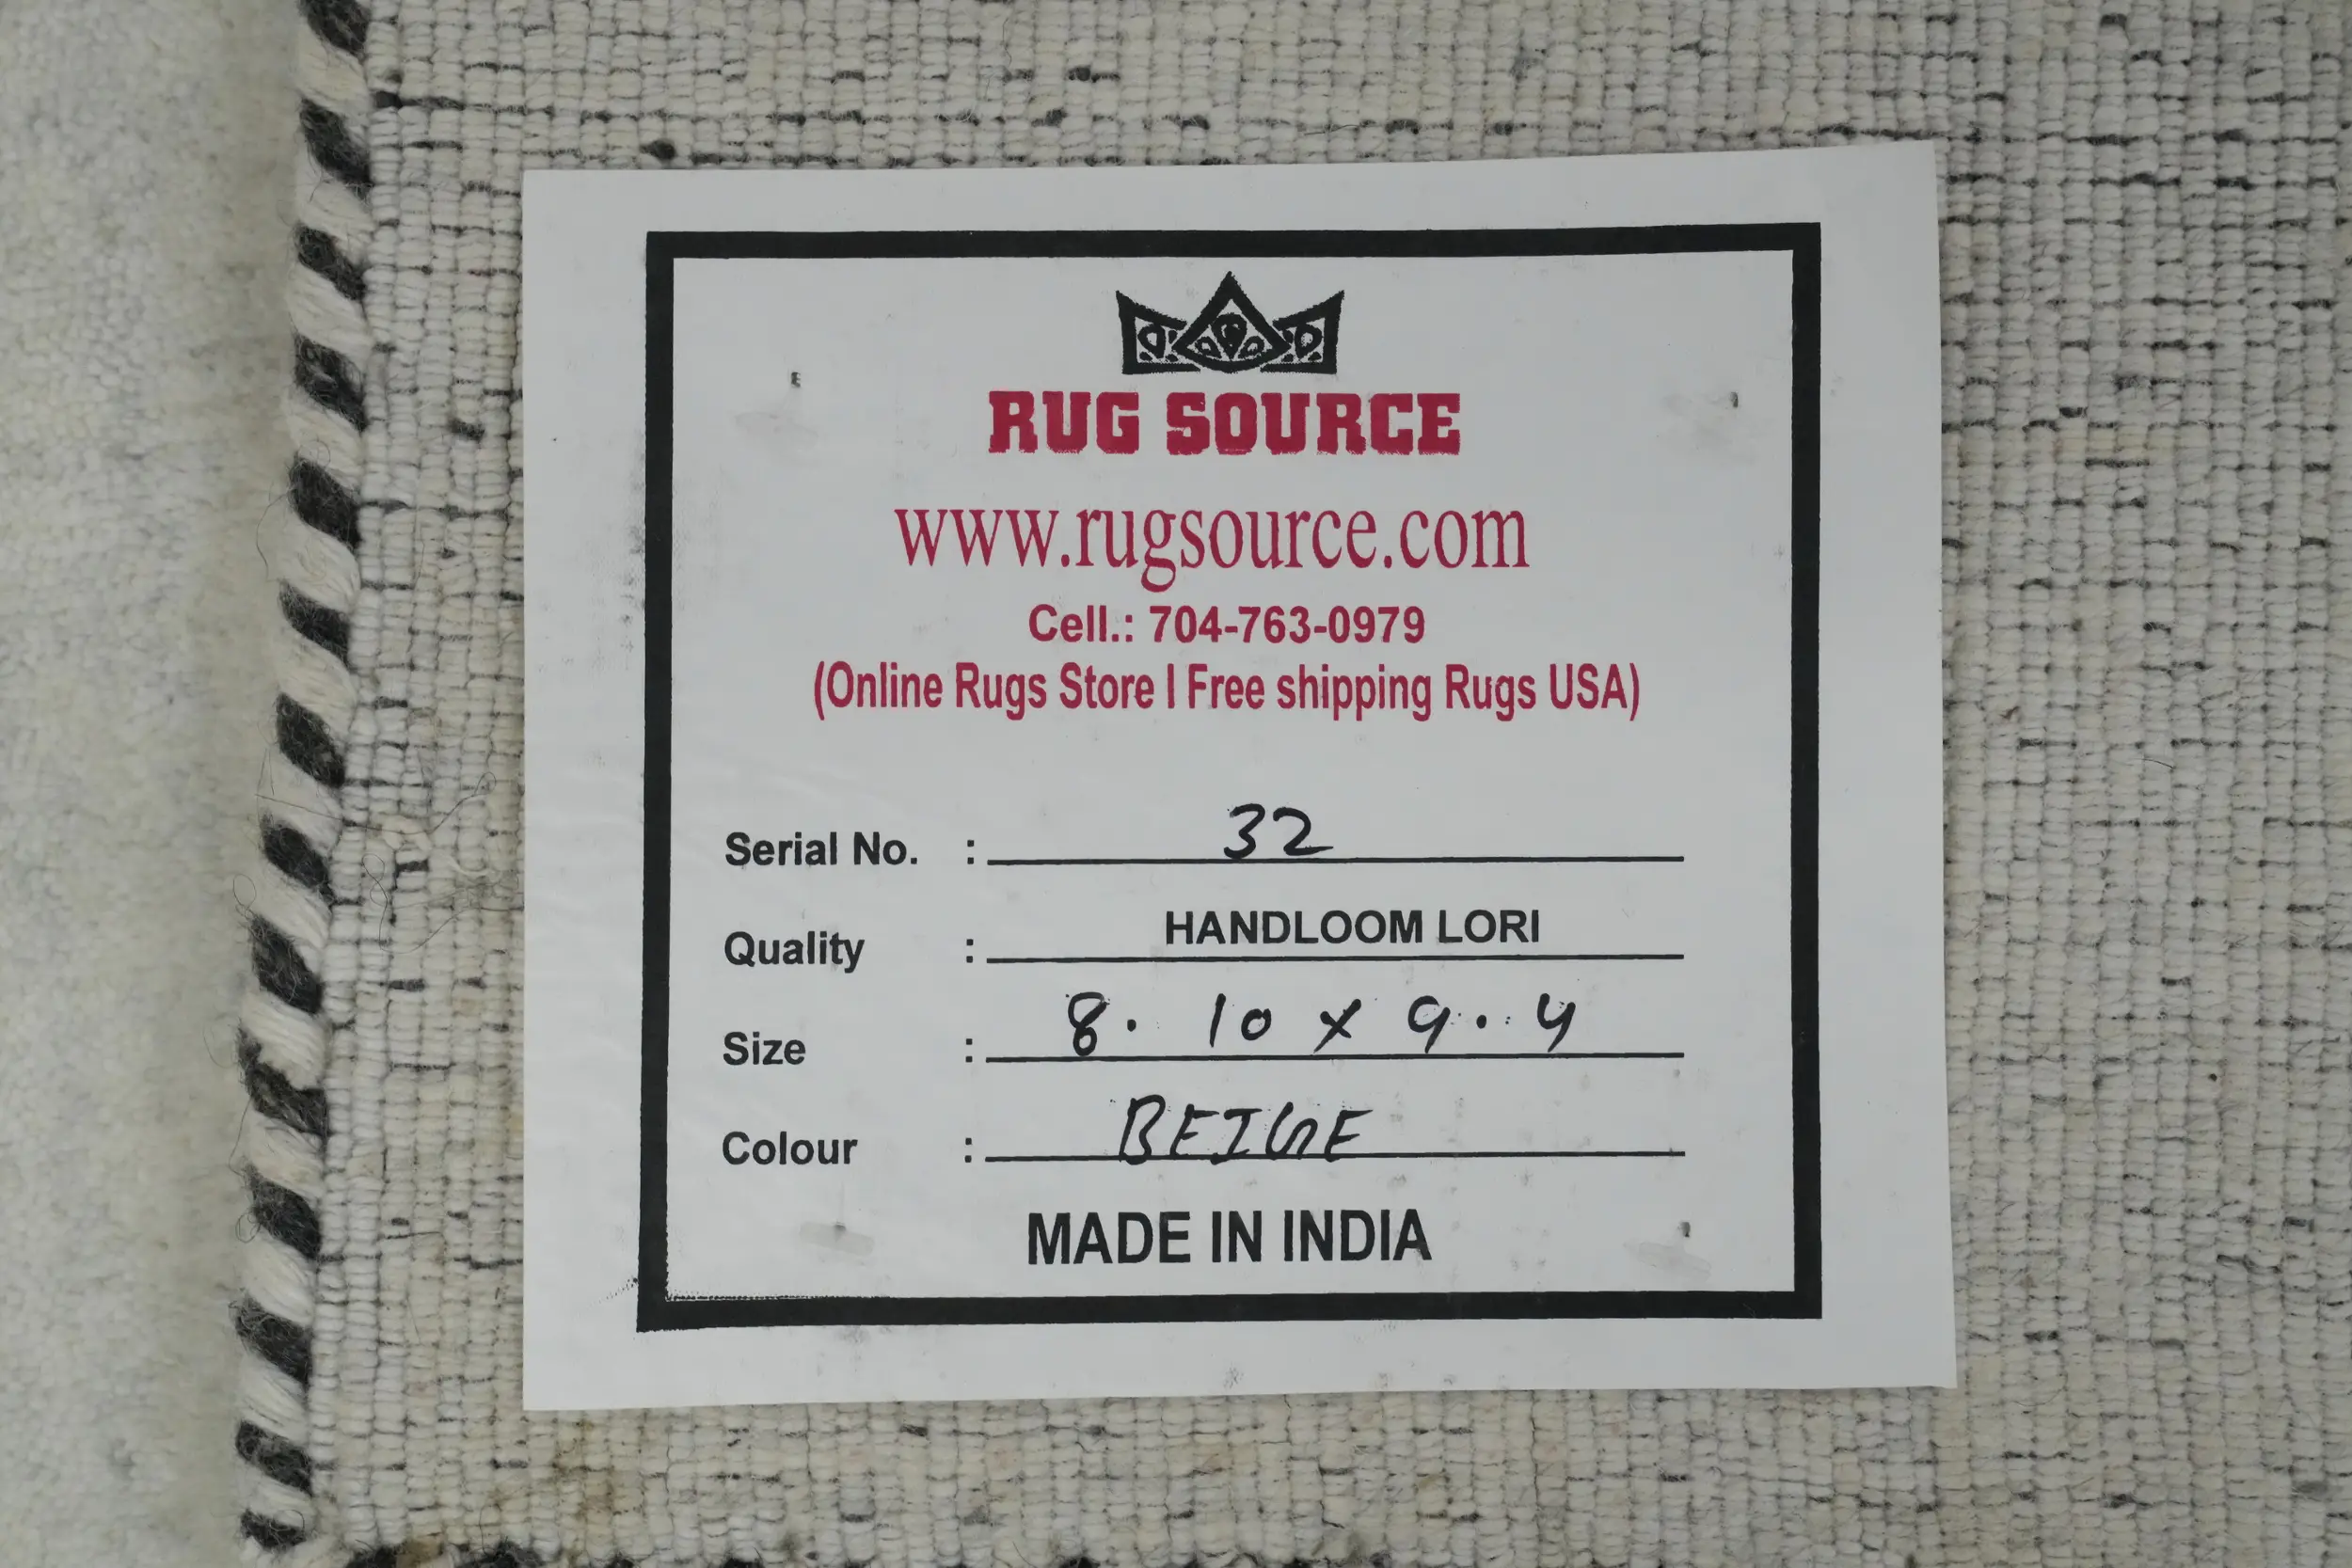 RUG SOURCE
www.rugsource.com
Cell.: 704-763-0979
(Online Rugs Store l Free shipping Rugs USA)
Serial No. : 32
Quality : HANDLOOM LORI
Size : 8. 10 x 9.4
Colour : BEIGE
MADE IN INDIA